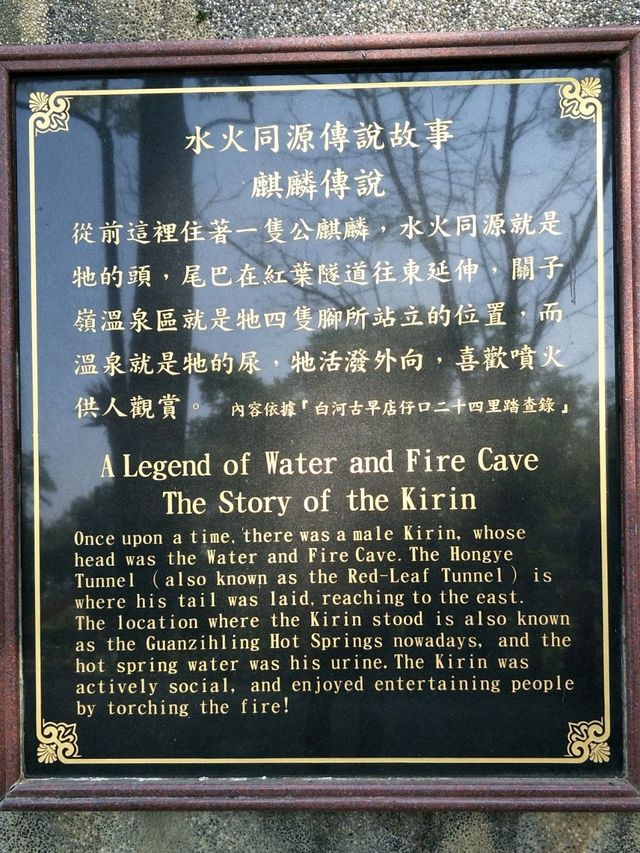 水火同源傳說故事
麒麟傳說
從前這裡住著一隻公麒麟，水火同源就是
牠的頭，尾巴在紅葉隧道往東延伸，關子
嶺溫泉區就是牠四隻腳所站立的位置，而
溫泉就是牠的尿，牠活潑外向，喜歡噴火
供人觀賞。 內容依據『白河古早店仔口二十四里踏查錄』
A Legend of Water and Fire Cave
The Story of the Kirin
Once upon a time, there was a male Kirin, whose
head was the Water and Fire Cave. The Hongye
Tunnel （also known as the Red-Leaf Tunnel）is
where his tail was laid, reaching to the east.
The location where the Kirin stood is also known
as the Guanzihling Hot Springs nowadays, and the
hot spring water was his urine. The Kirin was
actively social, and enjoyed entertaining people
by torching the fire!